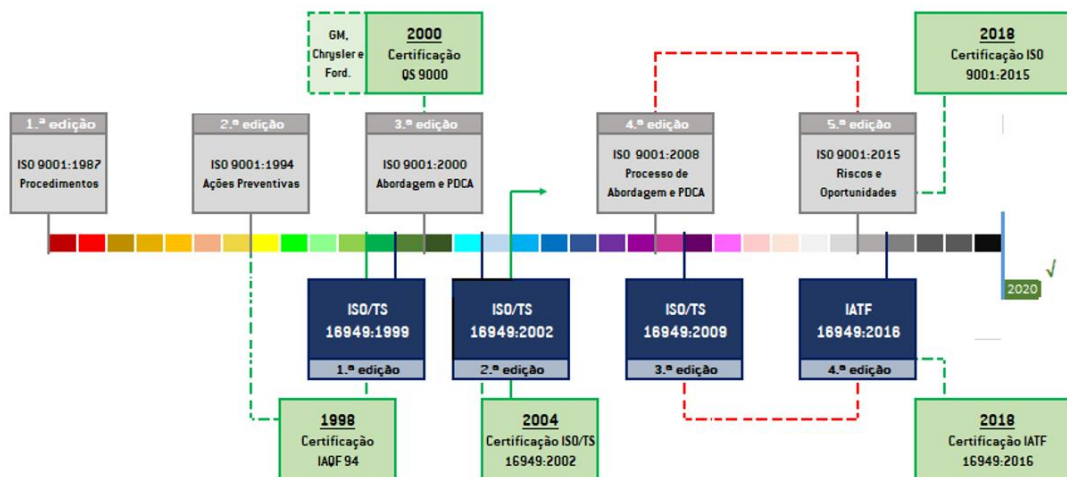 GM,
Chrysler e
Ford.
2000
Certificação
QS 9000
2018
Certificação ISO
9001:2015
1.ª edição
ISO 9001:1987
Procedimentos
2.ª edição
ISO 9001:1994
Ações Preventivas
3.ª edição
ISO 9001:2000
Abordagem e PDCA
4.ª edição
ISO 9001:2008
Processo de
Abordagem e PDCA
5.ª edição
ISO 9001:2015
Riscos e
Oportunidades
2020
ISO/TS
16949:1999
1.ª edição
ISO/TS
16949:2002
2.ª edição
ISO/TS
16949:2009
3.ª edição
IATF
16949:2016
4.ª edição
1998
Certificação
IAQF 94
2004
Certificação ISO/TS
16949:2002
2018
Certificação IATF
16949:2016